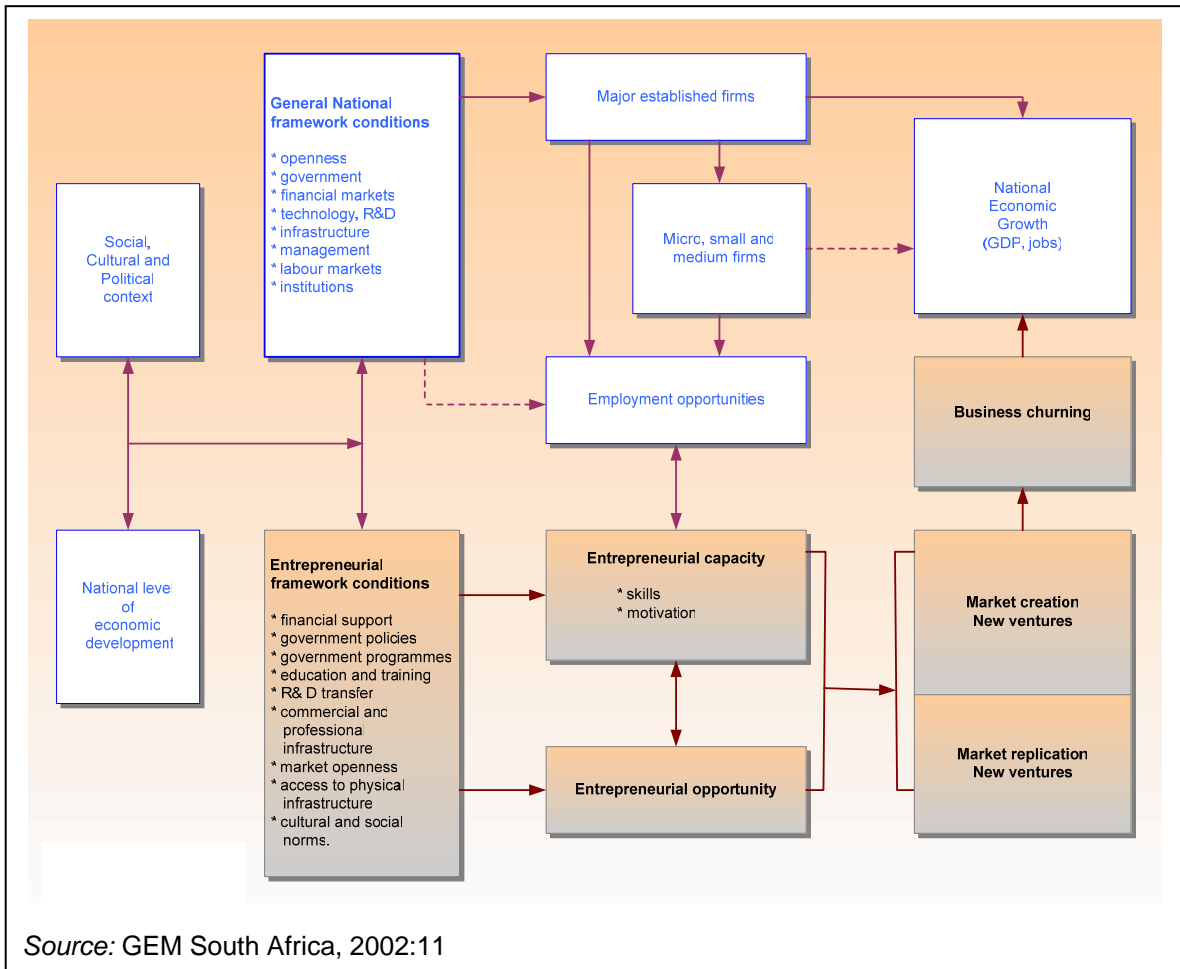 Social,
Cultural and
Political
context
National level
of
economic
development
General National
framework conditions
* openness
* government
* financial markets
* technology, R&D
* infrastructure
* management
* labour markets
* institutions
Entrepreneurial
framework conditions
* financial support
* government policies
* government programmes
* education and training
* R& D transfer
* commercial and
professional
infrastructure
* market openness
* access to physical
infrastructure
* cultural and social
norms.
Major established firms
Micrc, small and
medium firms
Employment opportunities
Entrepreneurial capacity
* skills
* motivation
Entrepreneurial opportunity
National
Economic
Growth
(GDP, jobs)
Business churning
Market creation
New ventures
Market replication
New ventures
Source: GEM South Africa, 2002:11